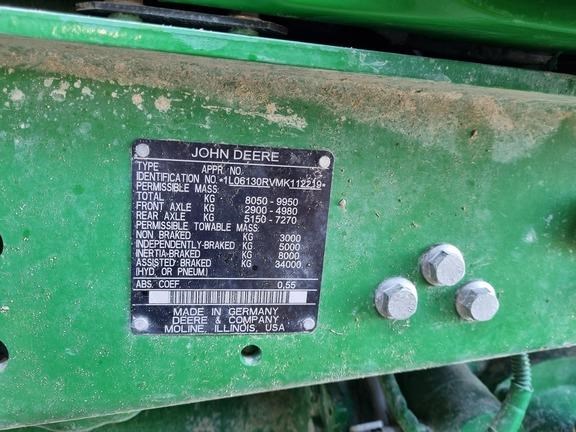 JOHN DEERE
TYPE APPR. NO.
IDENTIFICATION NO. *1L06130RVMK112219*
PERMISSIBLE MASS:
TOTAL KG 8050 - 9950
FRONT AXLE KG 2900 - 4980
REAR AXLE KG 5150 - 7270
PERMISSIBLE TOWABLE MASS:
NON BRAKED KG 3000
INDEPENDENTLY-BRAKED KG 5000
INERTIA-BRAKED KG 8000
ASSISTED BRAKED KG 34000
(HYD. OR PNEUM.)
ABS. COEF 0,55
MADE IN GERMANY
DEERE & COMPANY
MOLINE, ILLINOIS, USA